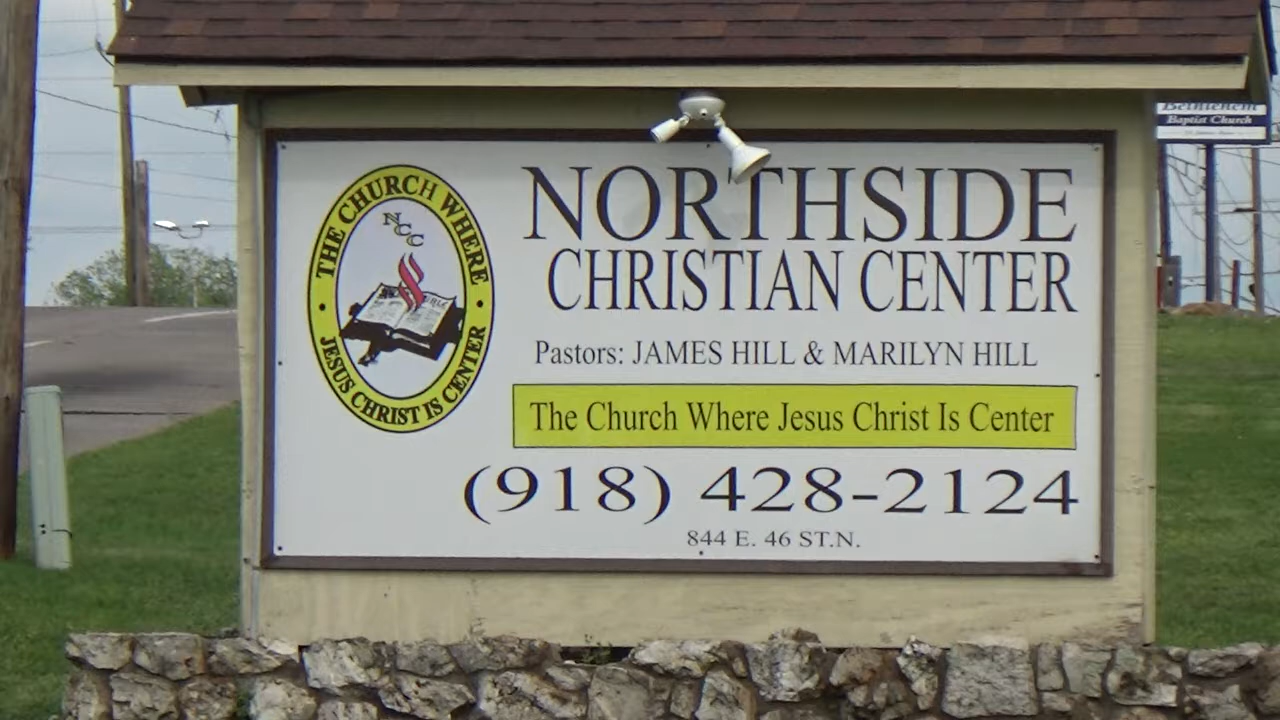 THE CHURCH WHERE
NCC
JESUS CHRIST IS CENTER
NORTHSIDE
CHRISTIAN CENTER
Pastors: JAMES HILL & MARILYN HILL
The Church Where Jesus Christ Is Center
(918) 428-2124
844 E. 46 ST.N.
Bethlehem
Baptist Church